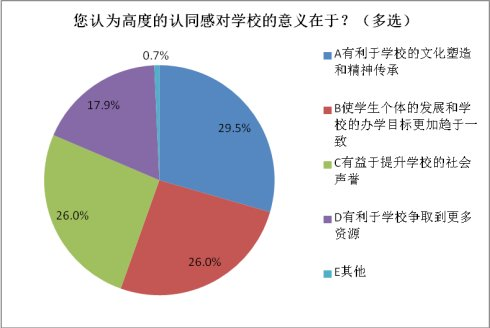 您认为高度的认同感对学校的意义在于？（多选）
0.7%
17.9%
29.5%
26.0%
26.0%
A有利于学校的文化塑造
和精神传承
B使学生个体的发展和学
校的办学目标更加趋于一
致
C有益于提升学校的社会
声誉
D有利于学校争取到更多
资源
E其他